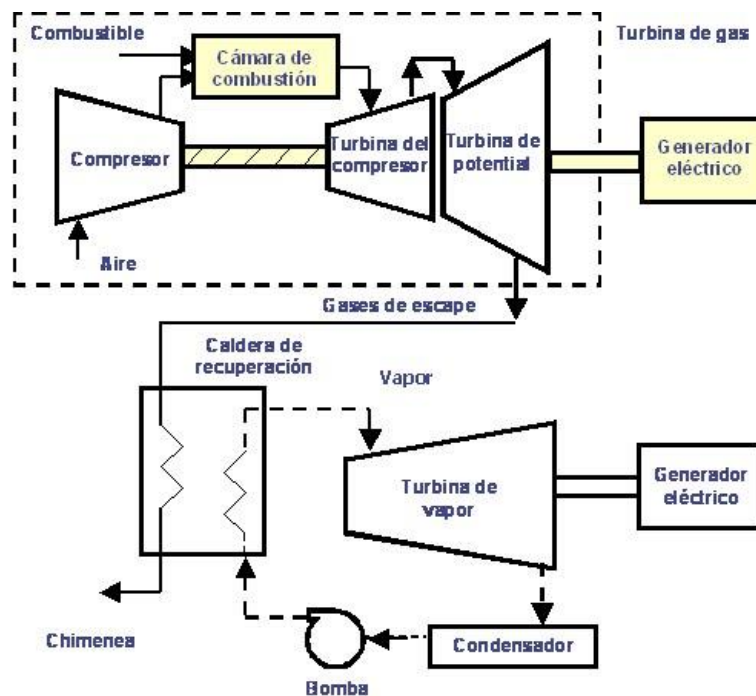 Combustible
Cámara de
combustión
Turbina de gas
Compresor
Turbina del
compresor
Turbina de
potential
Generador
eléctrico
Aire
Gases de escape
Caldera de
recuperación
Vapor
Turbina de
vapor
Generador
eléctrico
Chimenea
Bomba
Condensador